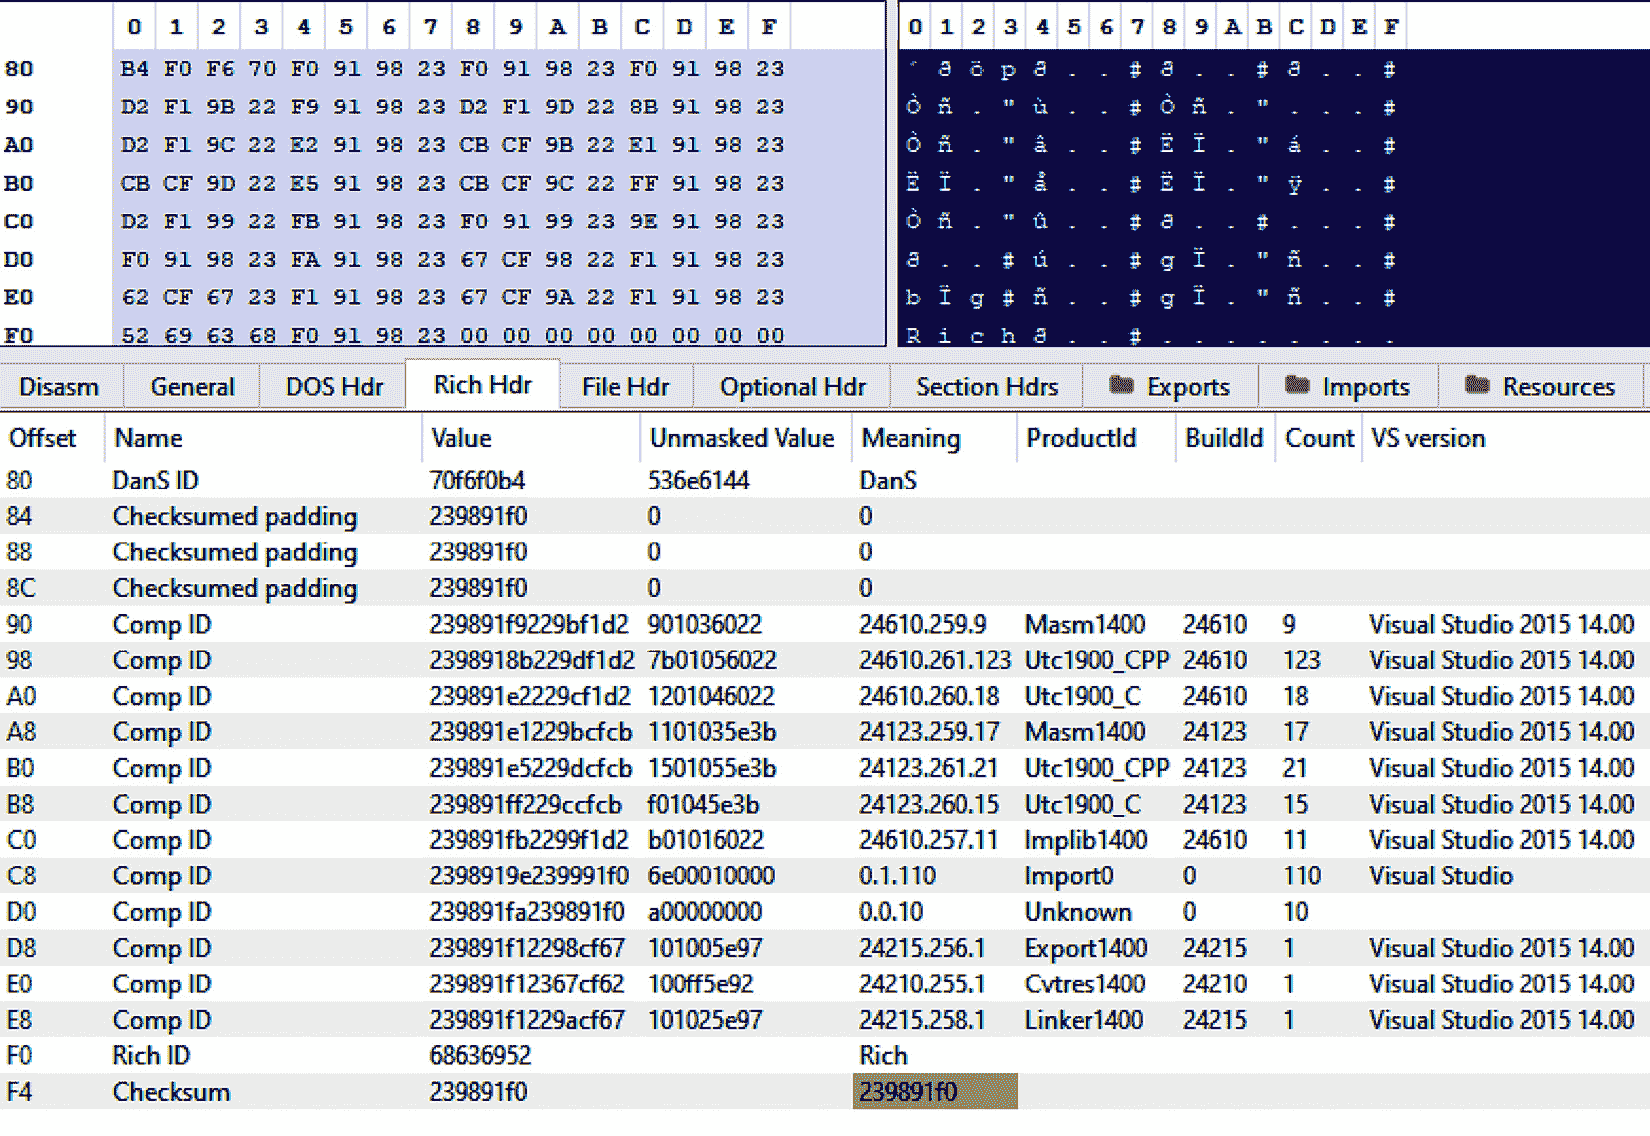 0 1 2 3 4 5 6 7 8 9 A B C D E F 0 1 2 3 4 5 6 7 8 9 A B C D E F
80 B4 F0 F6 70 F0 91 98 23 F0 91 98 23 F0 91 98 23 ´ ð ö p ð . . # ð . . # ð . . #
90 D2 F1 9B 22 F9 91 98 23 D2 F1 9D 22 8B 91 98 23 Ò ñ . " ù . . # Ò ñ . " . . . #
A0 D2 F1 9C 22 E2 91 98 23 CB CF 9B 22 E1 91 98 23 Ò ñ . " â . . # Ë Ï . " á . . #
B0 CB CF 9D 22 E5 91 98 23 CB CF 9C 22 FF 91 98 23 Ë Ï . " å . . # Ë Ï . " ÿ . . #
C0 D2 F1 99 22 FB 91 98 23 F0 91 99 23 9E 91 98 23 Ò ñ . " û . . # ð . . # . . . #
D0 F0 91 98 23 FA 91 98 23 67 CF 98 22 F1 91 98 23 ð . . # ú . . # g Ï . " ñ . . #
E0 62 CF 67 23 F1 91 98 23 67 CF 9A 22 F1 91 98 23 b Ï g # ñ . . # g Ï . " ñ . . #
F0 52 69 63 68 F0 91 98 23 00 00 00 00 00 00 00 00 R i c h ð . . # . . . . . . . .
Disasm General DOS Hdr Rich Hdr File Hdr Optional Hdr Section Hdrs Exports Imports Resources
Offset Name Value Unmasked Value Meaning ProductId BuildId Count VS version
80 DanS ID 70f6f0b4 536e6144 DanS
84 Checksumed padding 239891f0 0 0
88 Checksumed padding 239891f0 0 0
8C Checksumed padding 239891f0 0 0
90 Comp ID 239891f9229bf1d2 901036022 24610.259.9 Masm1400 24610 9 Visual Studio 2015 14.00
98 Comp ID 2398918b229df1d2 7b01056022 24610.261.123 Utc1900_CPP 24610 123 Visual Studio 2015 14.00
A0 Comp ID 239891e2229cf1d2 1201046022 24610.260.18 Utc1900_C 24610 18 Visual Studio 2015 14.00
A8 Comp ID 239891e1229bcfcb 1101035e3b 24123.259.17 Masm1400 24123 17 Visual Studio 2015 14.00
B0 Comp ID 239891e5229dcfcb 1501055e3b 24123.261.21 Utc1900_CPP 24123 21 Visual Studio 2015 14.00
B8 Comp ID 239891ff229ccfcb f01045e3b 24123.260.15 Utc1900_C 24123 15 Visual Studio 2015 14.00
C0 Comp ID 239891fb2299f1d2 b01016022 24610.257.11 Implib1400 24610 11 Visual Studio 2015 14.00
C8 Comp ID 2398919e239991f0 6e00010000 0.1.110 Import0 0 110 Visual Studio
D0 Comp ID 239891fa239891f0 a00000000 0.0.10 Unknown 0 10
D8 Comp ID 239891f12298cf67 101005e97 24215.256.1 Export1400 24215 1 Visual Studio 2015 14.00
E0 Comp ID 239891f12367cf62 100ff5e92 24210.255.1 Cvtres1400 24210 1 Visual Studio 2015 14.00
E8 Comp ID 239891f1229acf67 101025e97 24215.258.1 Linker1400 24215 1 Visual Studio 2015 14.00
F0 Rich ID 68636952 Rich
F4 Checksum 239891f0 239891f0